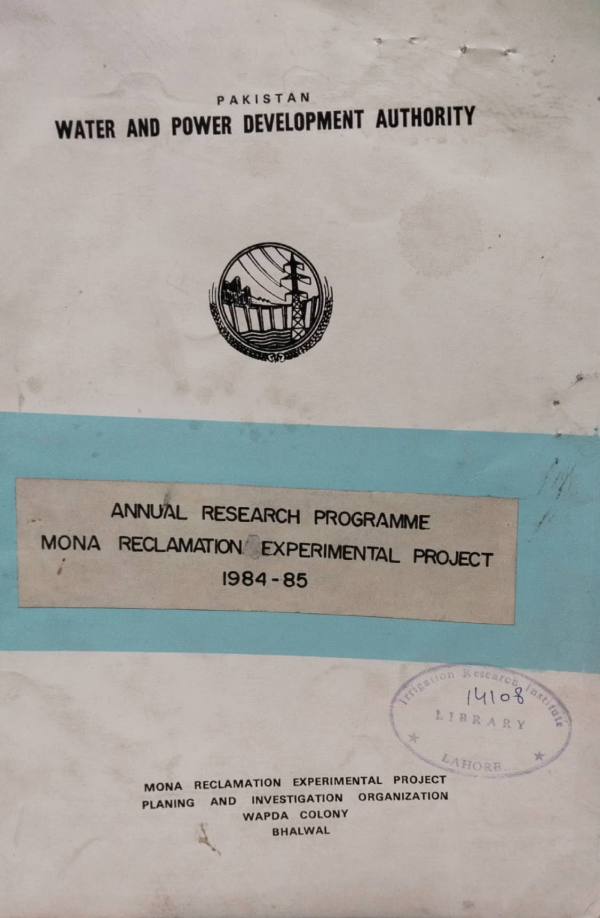 PAKISTAN
WATER AND POWER DEVELOPMENT AUTHORITY
ANNUAL RESEARCH PROGRAMME
MONA RECLAMATION EXPERIMENTAL PROJECT
1984-85
Irrigation Research Institute
14108
LIBRARY
LAHORE.
MONA RECLAMATION EXPERIMENTAL PROJECT
PLANING AND INVESTIGATION ORGANIZATION
WAPDA COLONY
BHALWAL